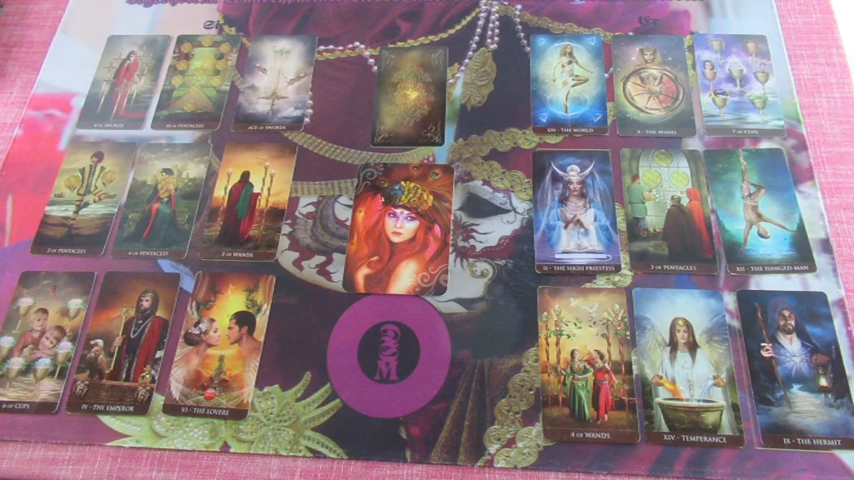 10 OF PENTACLES
ACE OF SWORDS
XXI - THE WORLD
X - THE WHEEL
7 OF CUPS
2 OF PENTACLES
4 OF PENTACLES
3 OF WANDS
II - THE HIGH PRIESTESS
3 OF PENTACLES
XII - THE HANGED MAN
6 OF CUPS
IV - THE EMPEROR
VI - THE LOVERS
4 OF WANDS
XIV - TEMPERANCE
IX - THE HERMIT